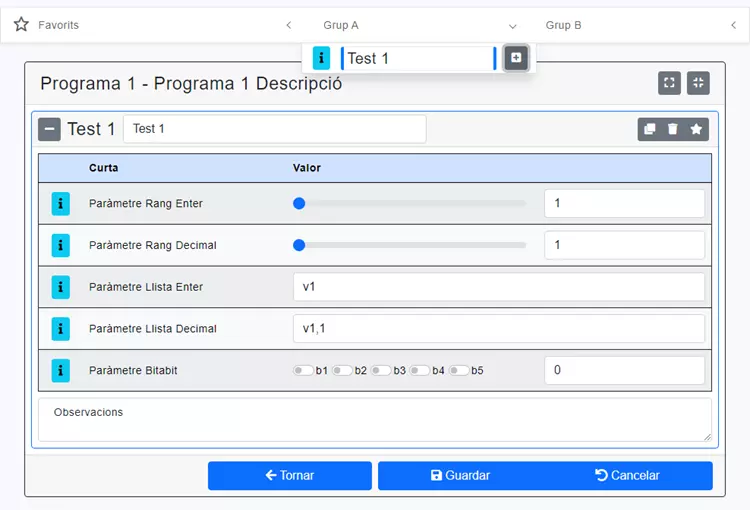 Favorits
Grup A
Grup B
Test 1
Programa 1 - Programa 1 Descripció
Test 1 Test 1
Curta Valor
Paràmetre Rang Enter 1
Paràmetre Rang Decimal 1
Paràmetre Llista Enter v1
Paràmetre Llista Decimal v1,1
Paràmetre Bitabit b1 b2 b3 b4 b5 0
Observacions
Tornar Guardar Cancelar